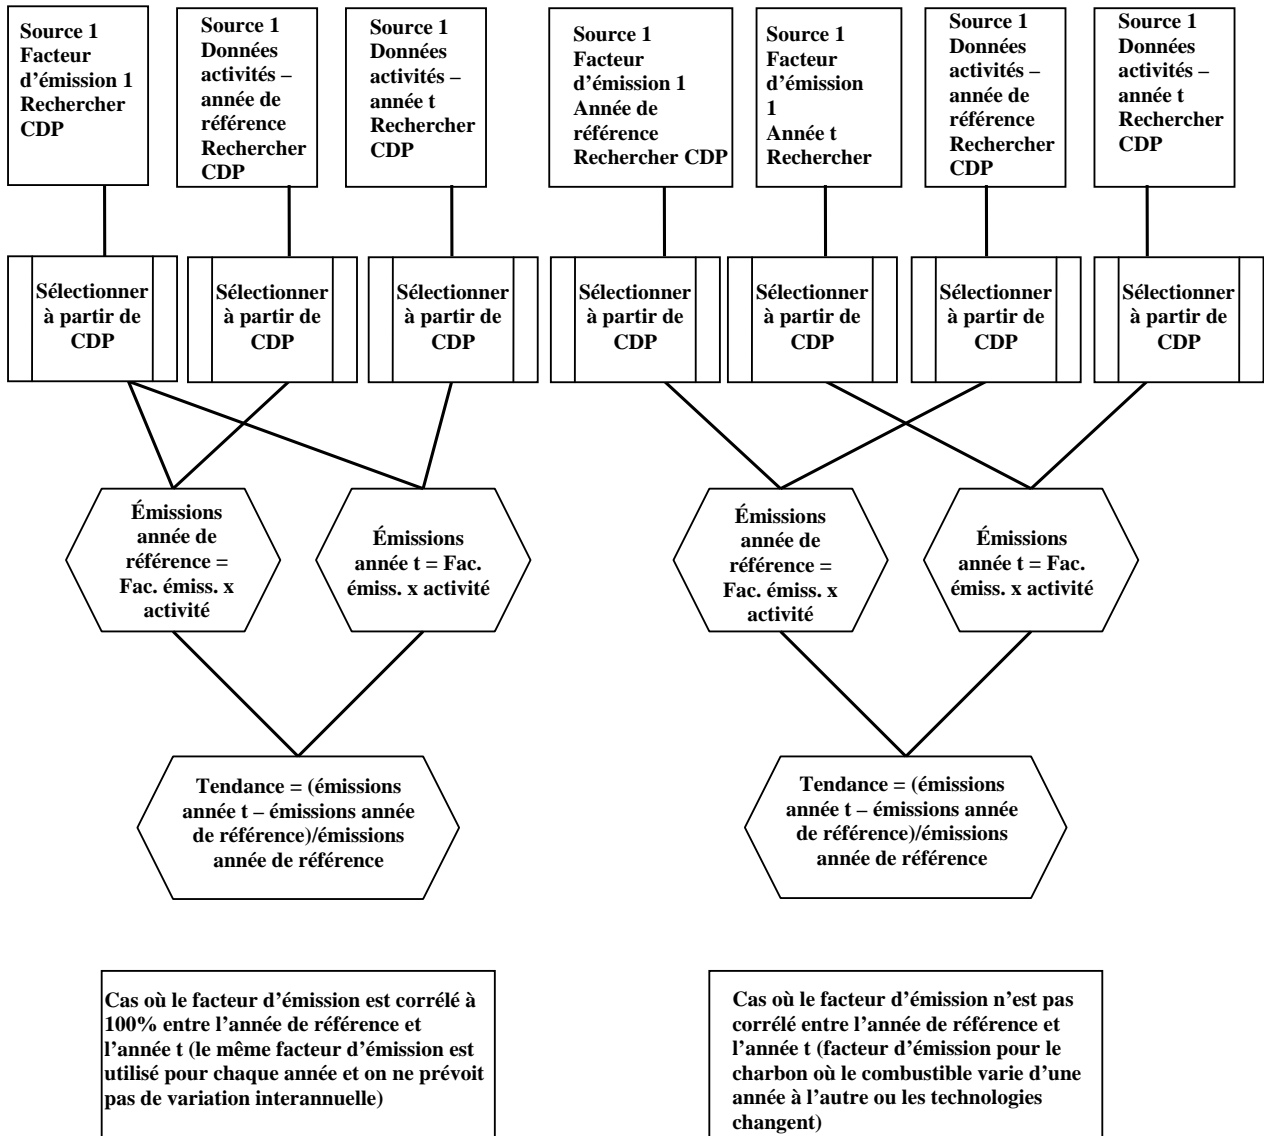 Source 1
Facteur
d'émission 1
Rechercher
CDP
Source 1
Données
activités –
année de
référence
Rechercher
CDP
Source 1
Données
activités –
année t
Rechercher
CDP
Source 1
Facteur
d'émission 1
Année de
référence
Rechercher CDP
Source 1
Facteur
d'émission
1
Année t
Rechercher
Source 1
Données
activités –
année de
référence
Rechercher
CDP
Source 1
Données
activités –
année t
Rechercher
CDP
Sélectionner
à partir de
CDP
Sélectionner
à partir de
CDP
Sélectionner
à partir de
CDP
Sélectionner
à partir de
CDP
Sélectionner
à partir de
CDP
Sélectionner
à partir de
CDP
Sélectionner
à partir de
CDP
Émissions
année de
référence =
Fac. émiss. x
activité
Émissions
année t = Fac.
émiss. x activité
Émissions
année de
référence =
Fac. émiss. x
activité
Émissions
année t = Fac.
émiss. x activité
Tendance = (émissions
année t – émissions année
de référence)/émissions
année de référence
Tendance = (émissions
année t – émissions année
de référence)/émissions
année de référence
Cas où le facteur d'émission est corrélé à
100% entre l'année de référence et
l'année t (le même facteur d'émission est
utilisé pour chaque année et on ne prévoit
pas de variation interannuelle)
Cas où le facteur d'émission n'est pas
corrélé entre l'année de référence et
l'année t (facteur d'émission pour le
charbon où le combustible varie d'une
année à l'autre ou les technologies
changent)